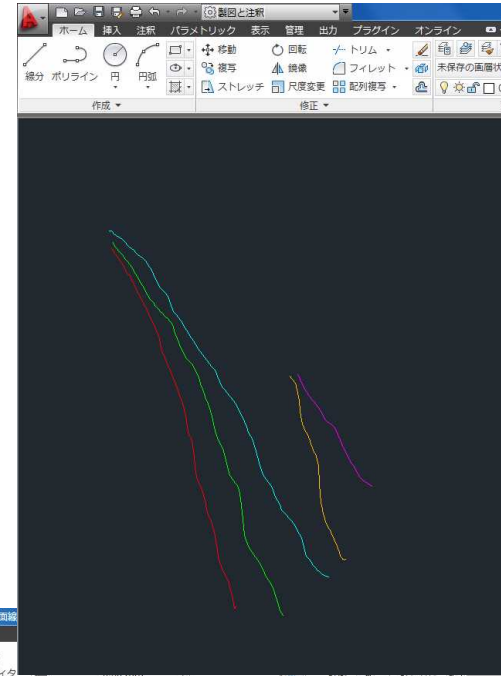 製図と注釈
ホーム 挿入 注釈 パラメトリック 表示 管理 出力 プラグイン オンライン
線分 ポリライン 円 円弧
移動 回転 トリム
複写 鏡像 フィレット
ストレッチ 尺度変更 配列複写
未保存の画層状
作成 修正
面線
ィタ